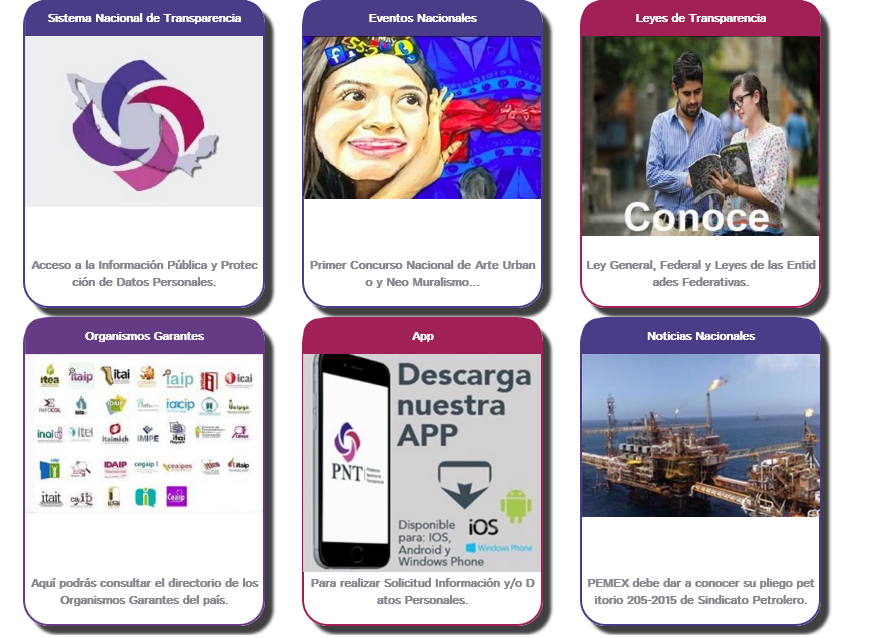 Sistema Nacional de Transparencia
Acceso a la Información Pública y Protec
ción de Datos Personales.
Eventos Nacionales
Primer Concurso Nacional de Arte Urban
o y Neo Muralismo...
Leyes de Transparencia
Conoce
Ley General, Federal y Leyes de las Entid
ades Federativas.
Organismos Garantes
itea itaip itai iaip icai
INFOCOL IDAIP iacip
inai itei itaimich IMIPE
IDAIP cegaip ceaipes itaip
itait caip Ceaip
Aquí podrás consultar el directorio de los
Organismos Garantes del país.
App
Descarga
nuestra
APP
PNT
Disponible
para: IOS,
Android y
Windows Phone
iOS
Windows Phone
Para realizar Solicitud Información y/o D
atos Personales.
Noticias Nacionales
PEMEX debe dar a conocer su pliego pet
itorio 205-2015 de Sindicato Petrolero.